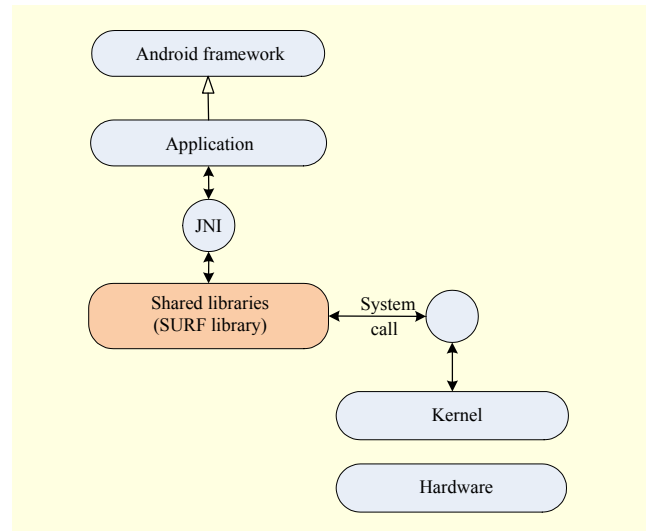 Android framework
Application
JNI
Shared libraries
(SURF library)
System
call
Kernel
Hardware